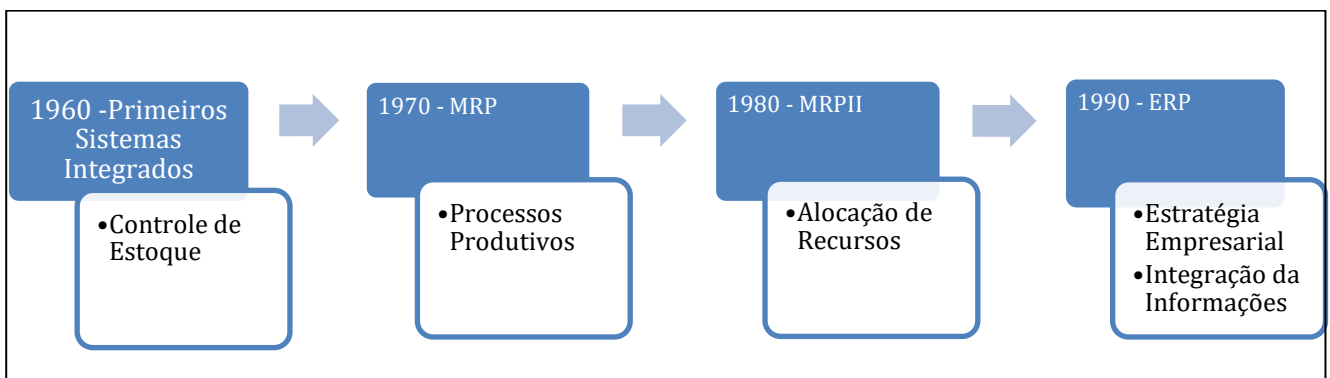 1960 -Primeiros
Sistemas
Integrados
•Controle de
Estoque
1970 - MRP
•Processos
Produtivos
1980 - MRPII
•Alocação de
Recursos
1990 - ERP
•Estratégia
Empresarial
•Integração da
Informações